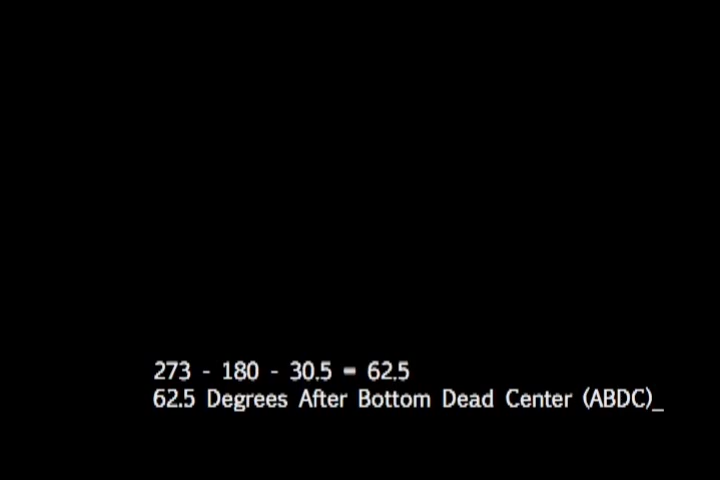 273 - 180 - 30.5 = 62.5
62.5 Degrees After Bottom Dead Center (ABDC)_